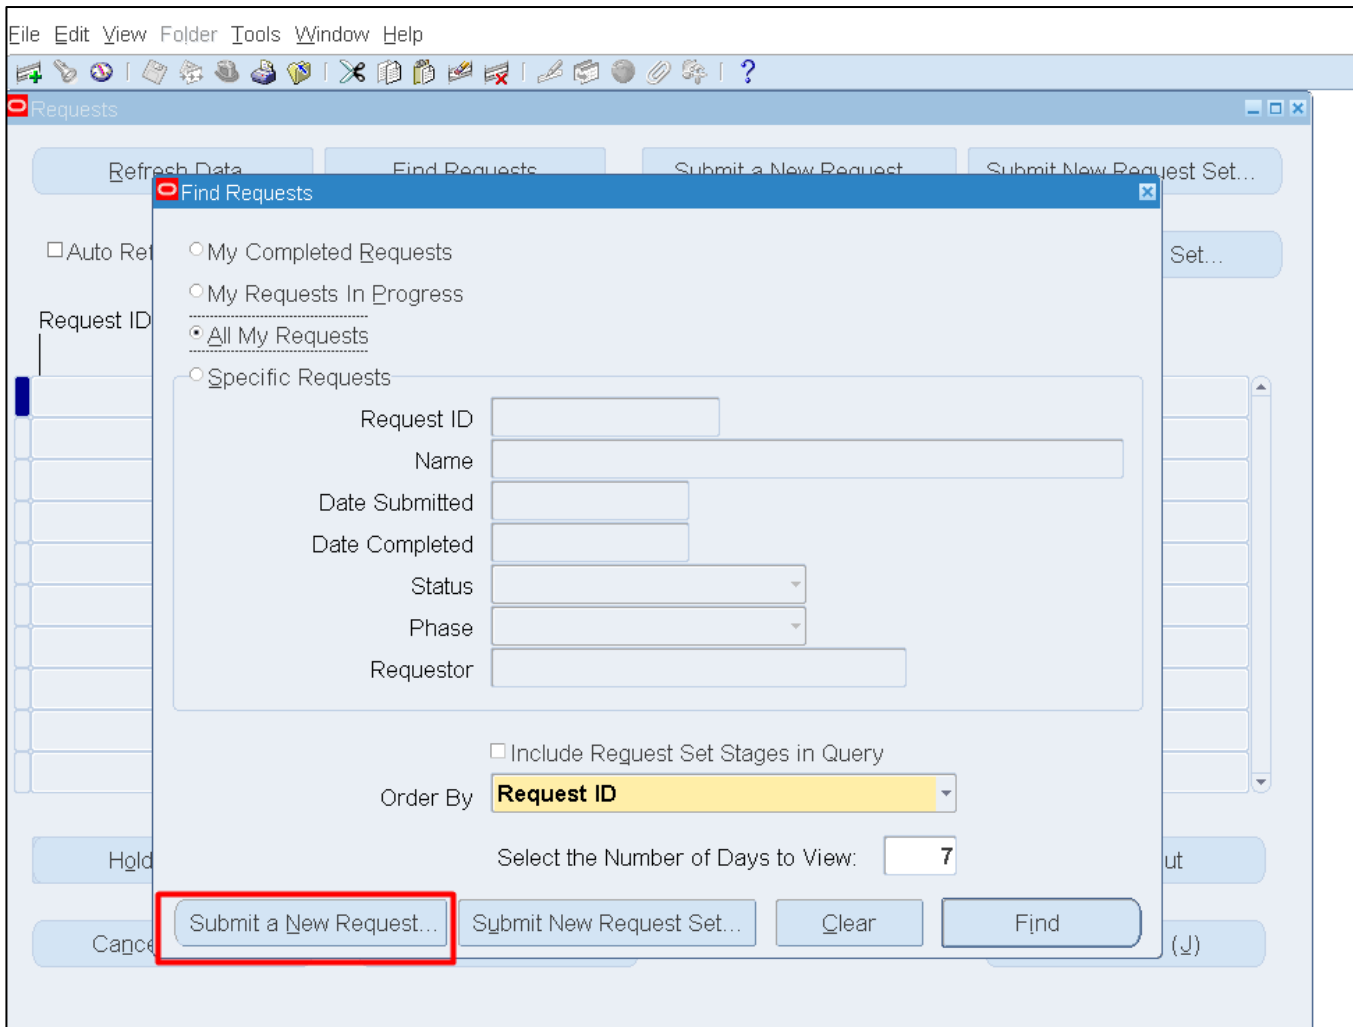 File Edit View Folder Tools Window Help
?
Requests
Refresh Data Find Requests Submit a New Request Submit New Request Set...
Find Requests
Auto Ref
My Completed Requests
Set...
My Requests In Progress
Request ID
All My Requests
Specific Requests
Request ID
Name
Date Submitted
Date Completed
Status
Phase
Requestor
Include Request Set Stages in Query
Order By Request ID
Select the Number of Days to View: 7
Hold
ut
Submit a New Request... Submit New Request Set... Clear Find
Cance
(J)